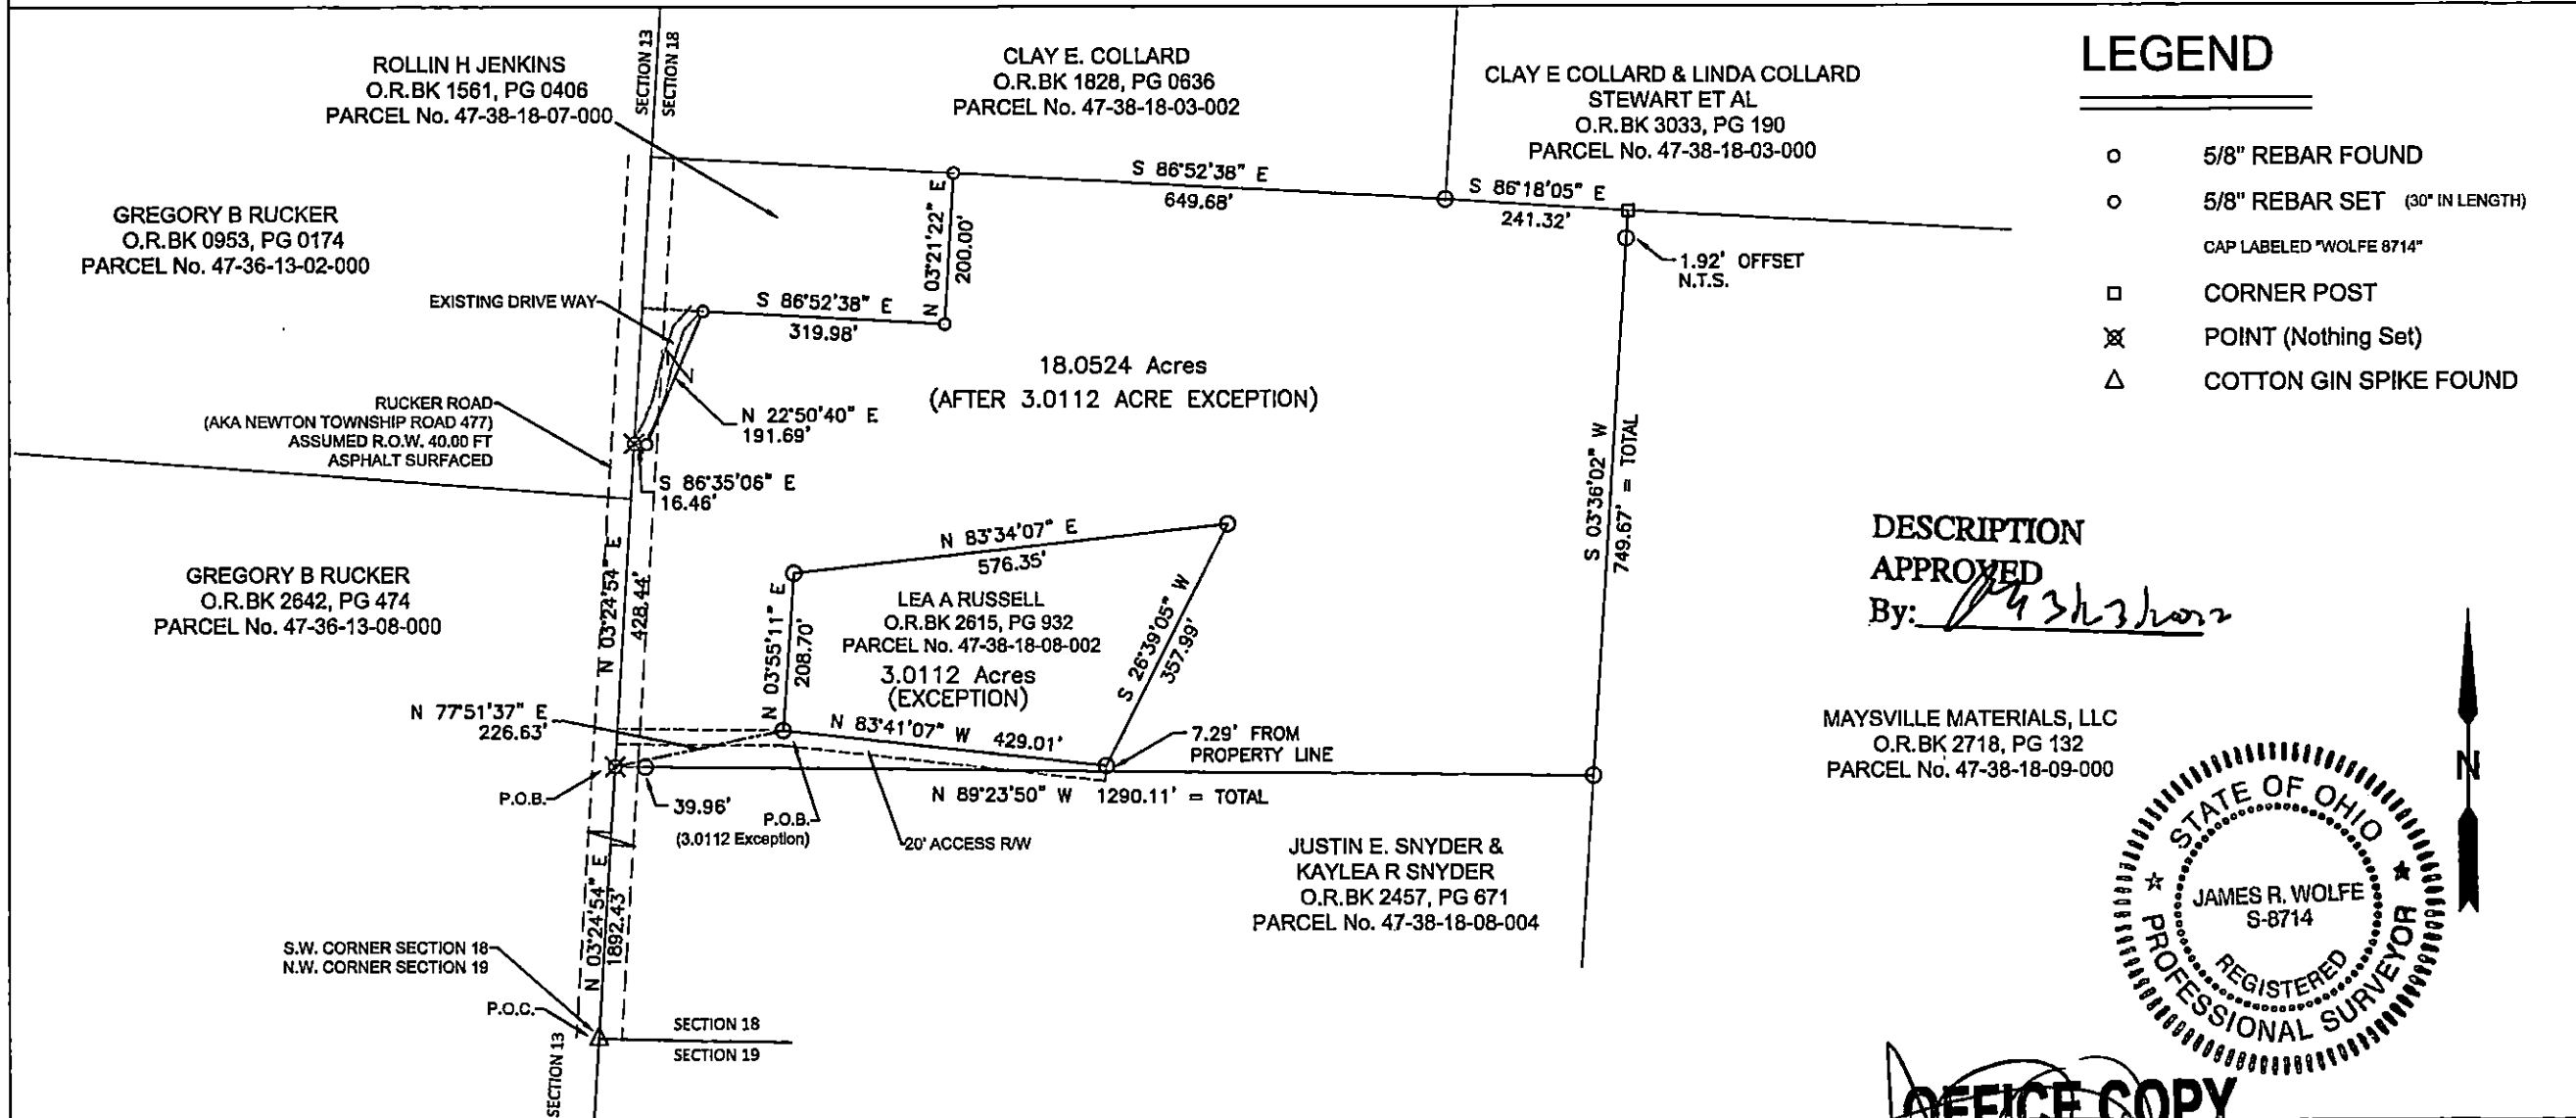 SECTION 13
SECTION 18
ROLLIN H JENKINS
O.R.BK 1561, PG 0406
PARCEL No. 47-38-18-07-000
CLAY E. COLLARD
O.R.BK 1828, PG 0636
PARCEL No. 47-38-18-03-002
CLAY E COLLARD & LINDA COLLARD
STEWART ET AL
O.R.BK 3033, PG 190
PARCEL No. 47-38-18-03-000
LEGEND
5/8" REBAR FOUND
5/8" REBAR SET (30" IN LENGTH)
CAP LABELED "WOLFE 8714"
CORNER POST
POINT (Nothing Set)
COTTON GIN SPIKE FOUND
GREGORY B RUCKER
O.R.BK 0953, PG 0174
PARCEL No. 47-36-13-02-000
S 86°52'38" E
649.68'
S 86°18'05" E
241.32'
N 03°21'22" E
200.00'
1.92' OFFSET
N.T.S.
EXISTING DRIVE WAY
S 86°52'38" E
319.98'
18.0524 Acres
(AFTER 3.0112 ACRE EXCEPTION)
RUCKER ROAD
(AKA NEWTON TOWNSHIP ROAD 477)
ASSUMED R.O.W. 40.00 FT
ASPHALT SURFACED
N 22°50'40" E
191.69'
S 86°35'06" E
16.46'
S 03°36'02" W
749.67' = TOTAL
N 83°34'07" E
576.35'
GREGORY B RUCKER
O.R.BK 2642, PG 474
PARCEL No. 47-36-13-08-000
N 03°24'54" E
428.44'
N 03°55'11" E
208.70'
LEA A RUSSELL
O.R.BK 2615, PG 932
PARCEL No. 47-38-18-08-002
3.0112 Acres
(EXCEPTION)
S 26°39'05" W
357.99'
DESCRIPTION
APPROVED
By:
N 77°51'37" E
226.63'
N 83°41'07" W 429.01'
7.29' FROM
PROPERTY LINE
MAYSVILLE MATERIALS, LLC
O.R.BK 2718, PG 132
PARCEL No. 47-38-18-09-000
N
P.O.B.
39.96'
P.O.B.
(3.0112 Exception)
N 89°23'50" W 1290.11' = TOTAL
20' ACCESS R/W
JUSTIN E. SNYDER &
KAYLEA R SNYDER
O.R.BK 2457, PG 671
PARCEL No. 47-38-18-08-004
N 03°24'54" E
1892.43'
S.W. CORNER SECTION 18
N.W. CORNER SECTION 19
P.O.C.
SECTION 18
SECTION 19
SECTION 13
STATE OF OHIO
JAMES R. WOLFE
S-8714
REGISTERED
PROFESSIONAL SURVEYOR
OFFICE COPY